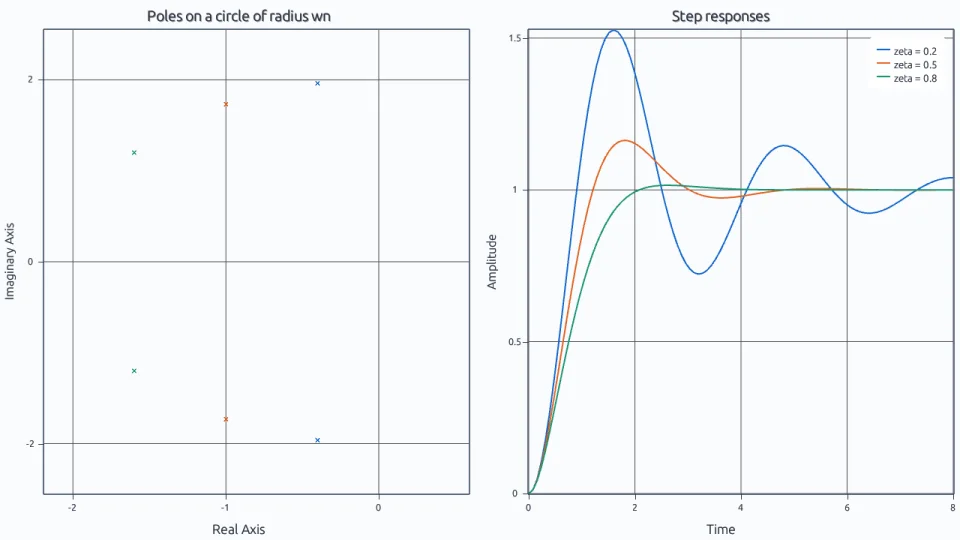 Poles on a circle of radius wn
2
0
-2
-2
-1
0
Imaginary Axis
Real Axis
Step responses
1.5
1
0.5
0
0
2
4
6
8
Amplitude
Time
zeta = 0.2
zeta = 0.5
zeta = 0.8